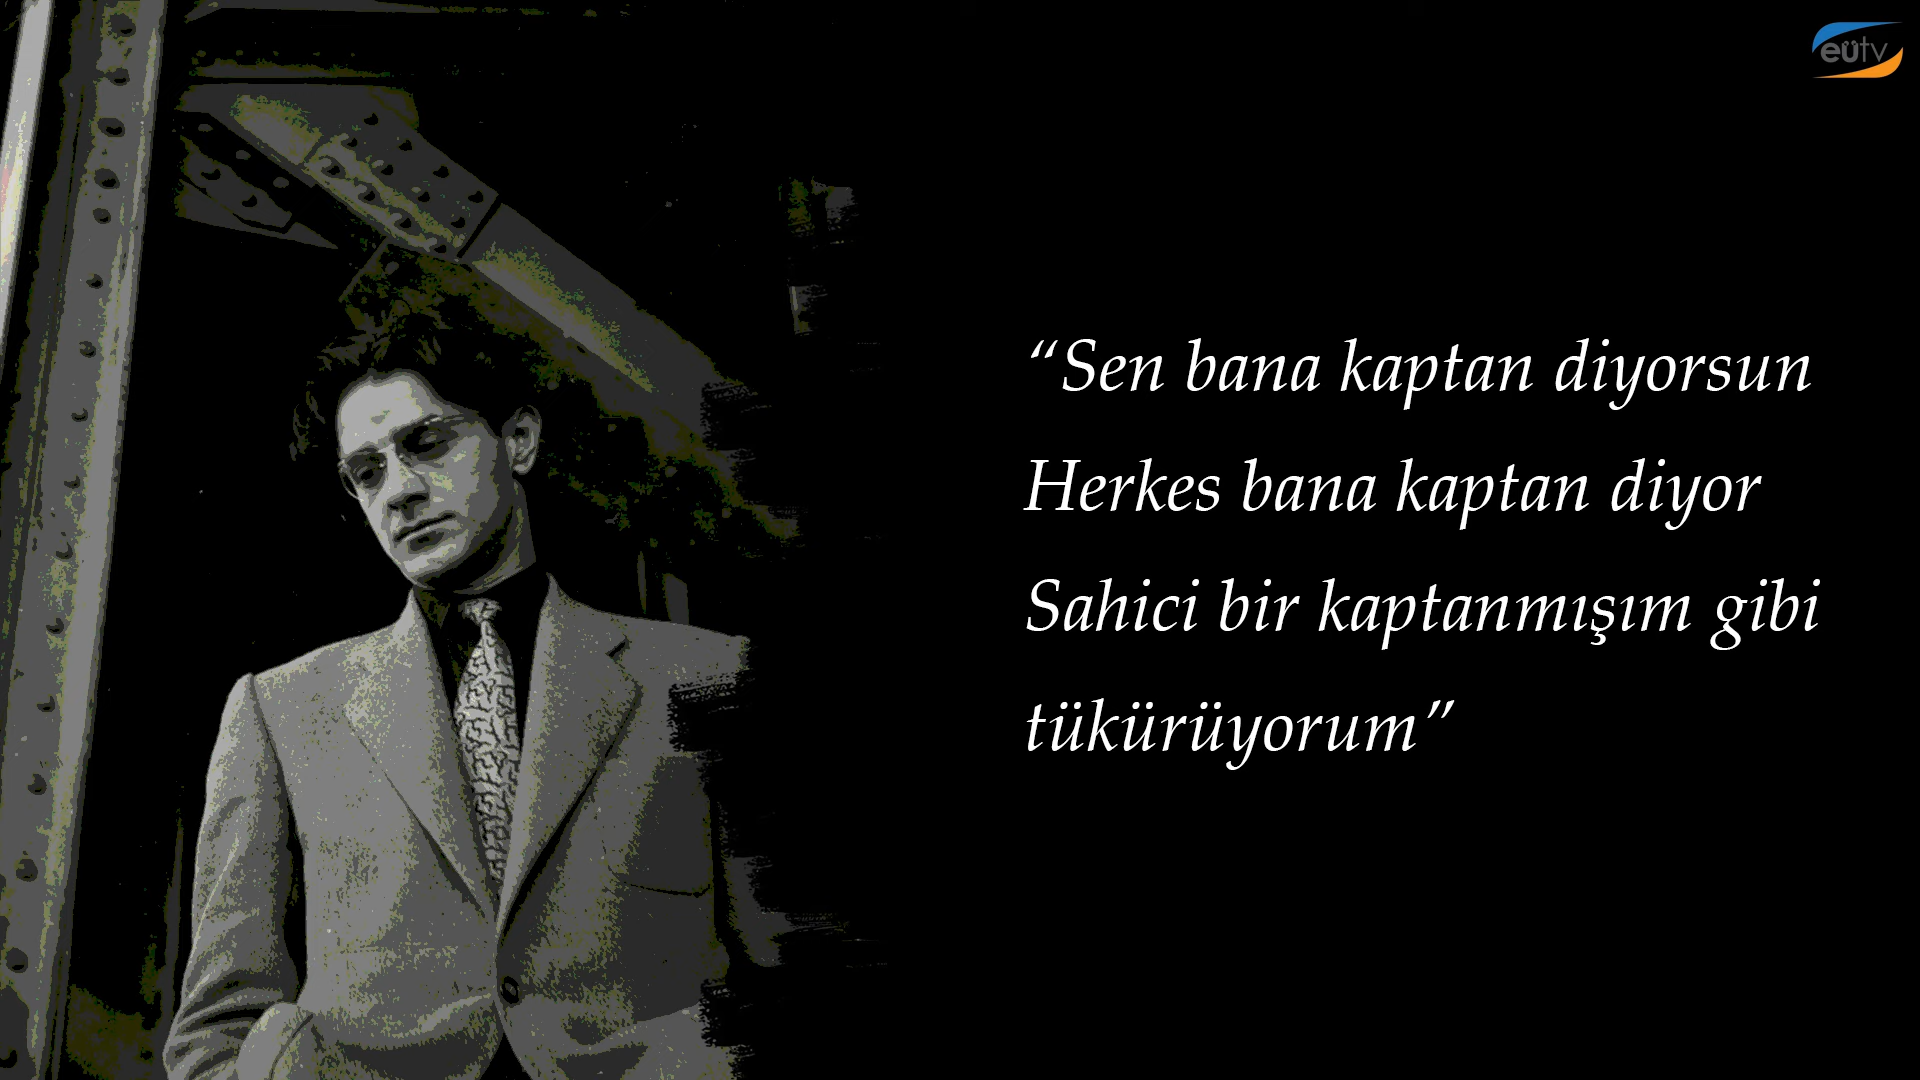 eütv
“Sen bana kaptan diyorsun
Herkes bana kaptan diyor
Sahici bir kaptanmışım gibi
tükürüyorum”